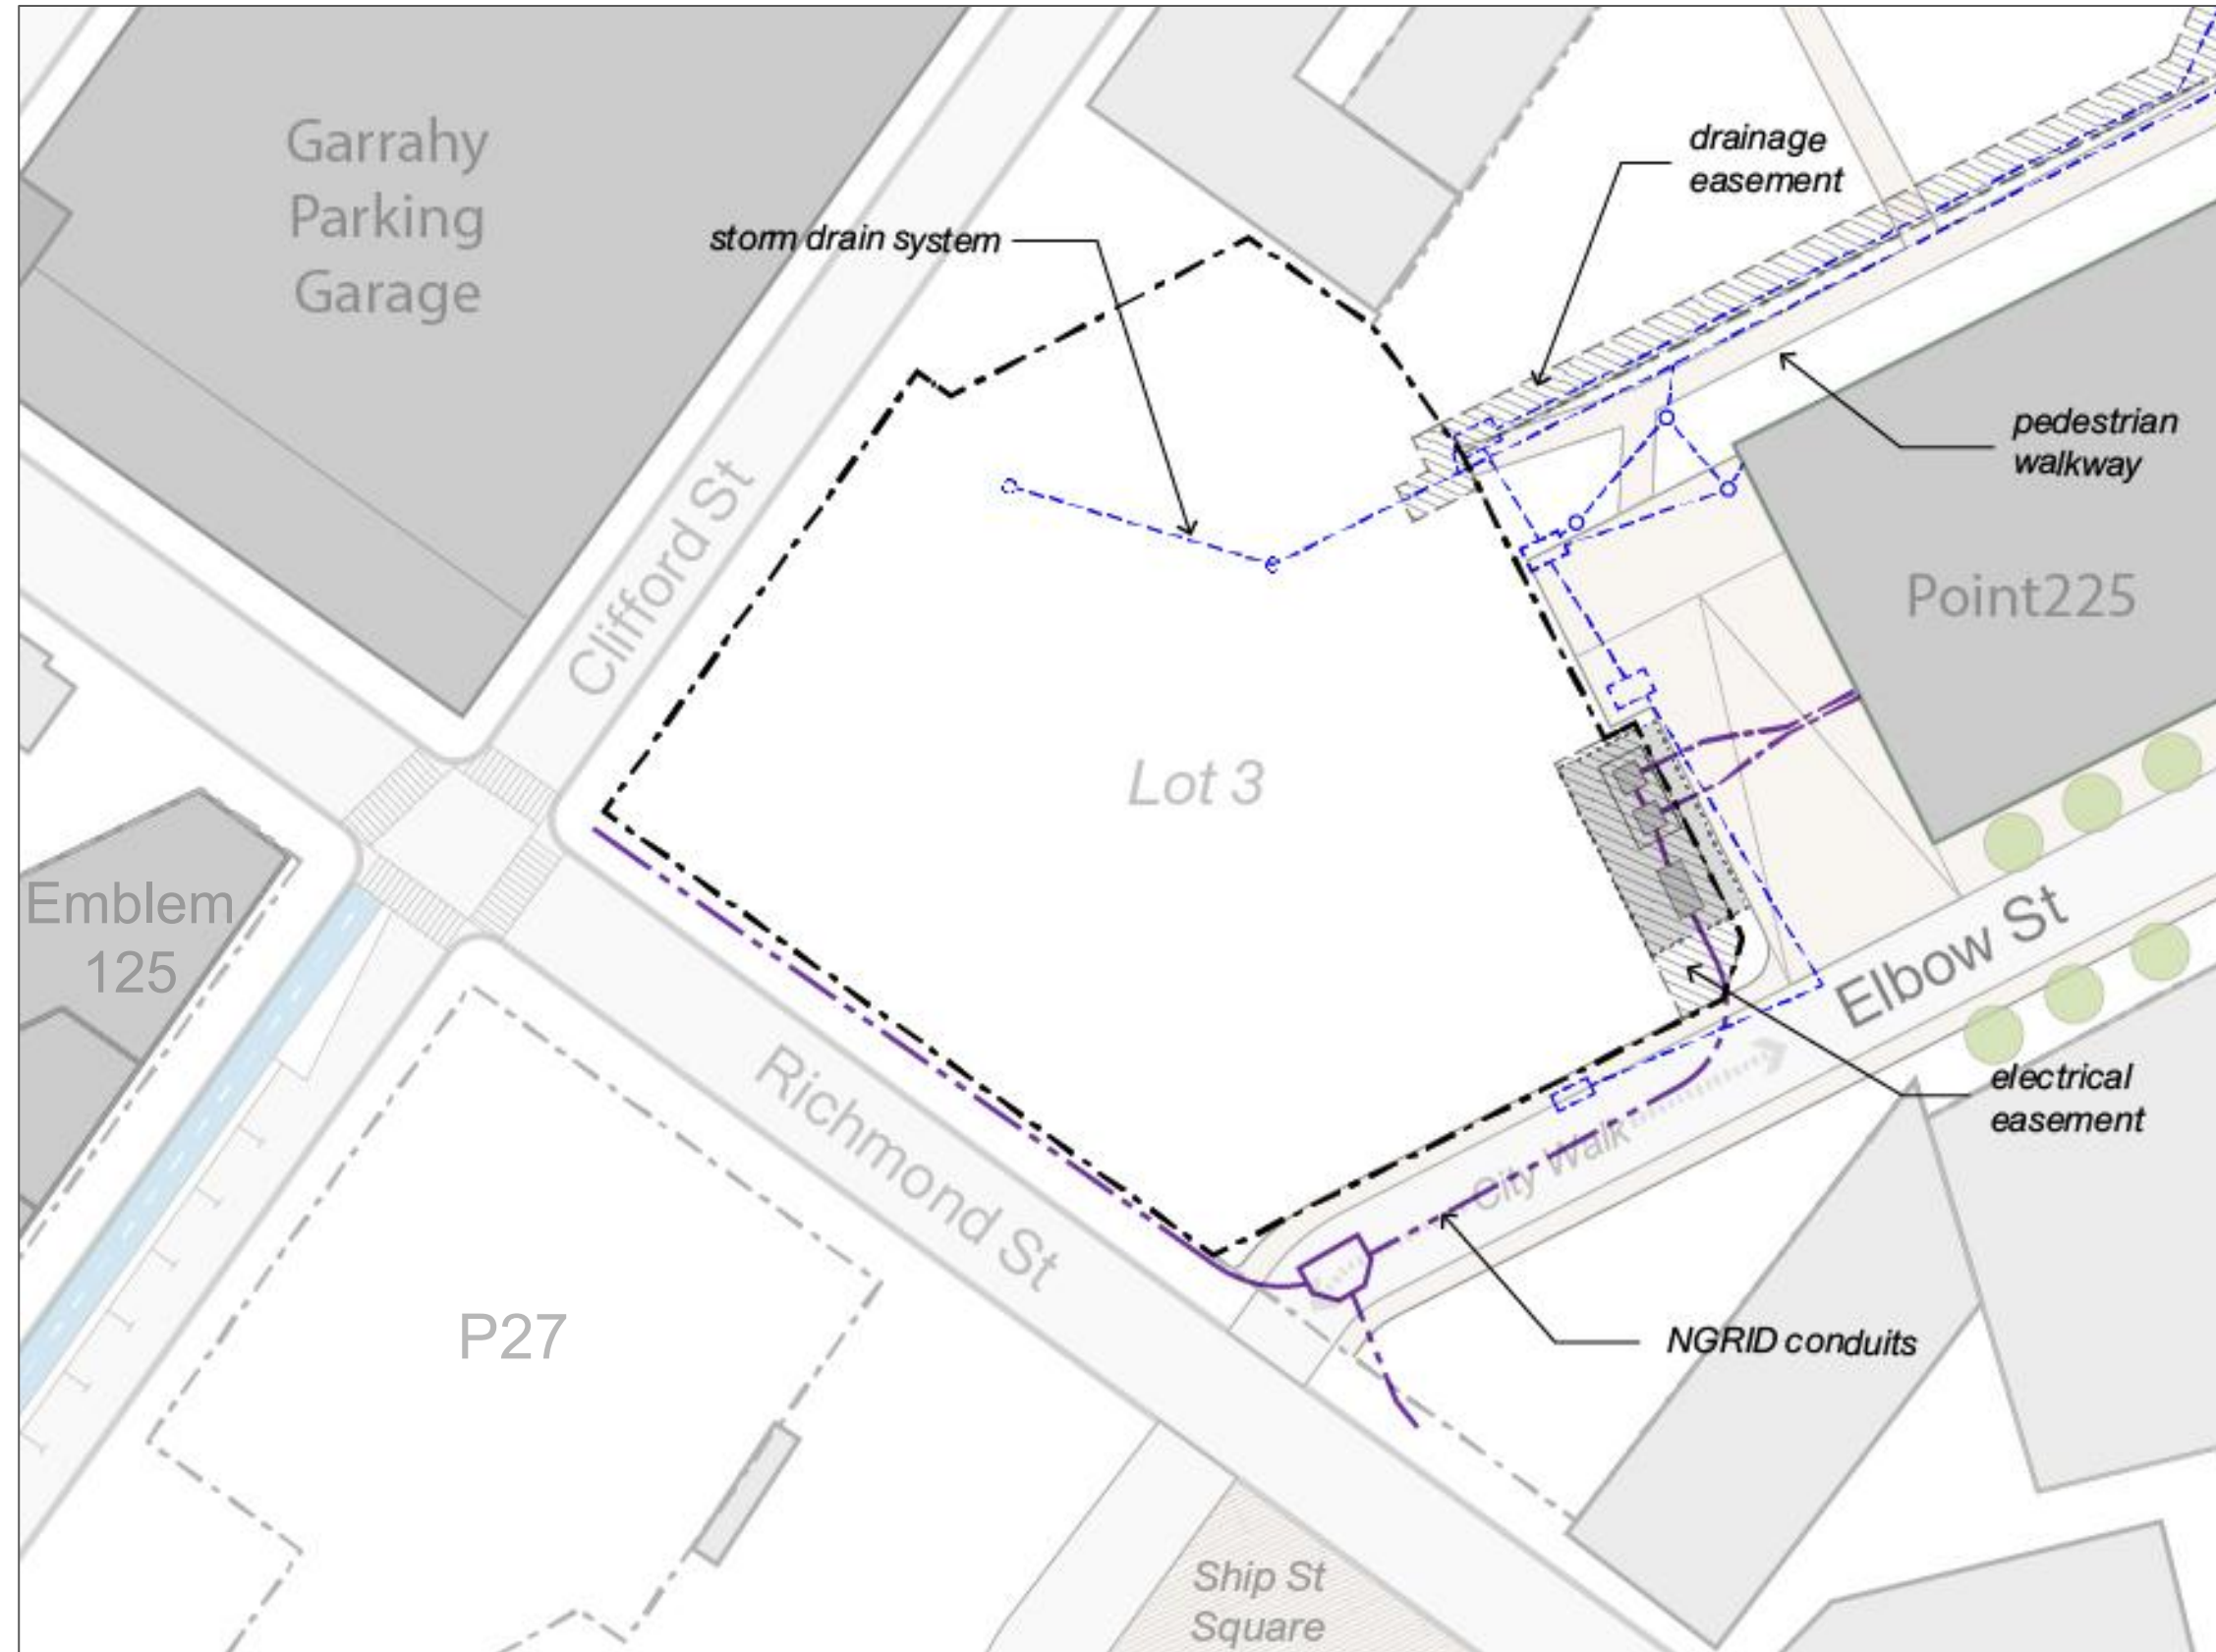 Garrahy
Parking
Garage
drainage
easement
storm drain system
pedestrian
walkway
Clifford St
Point225
Lot 3
Emblem
125
Elbow St
Richmond St
electrical
easement
City Walk
P27
NGRID conduits
Ship St
Square